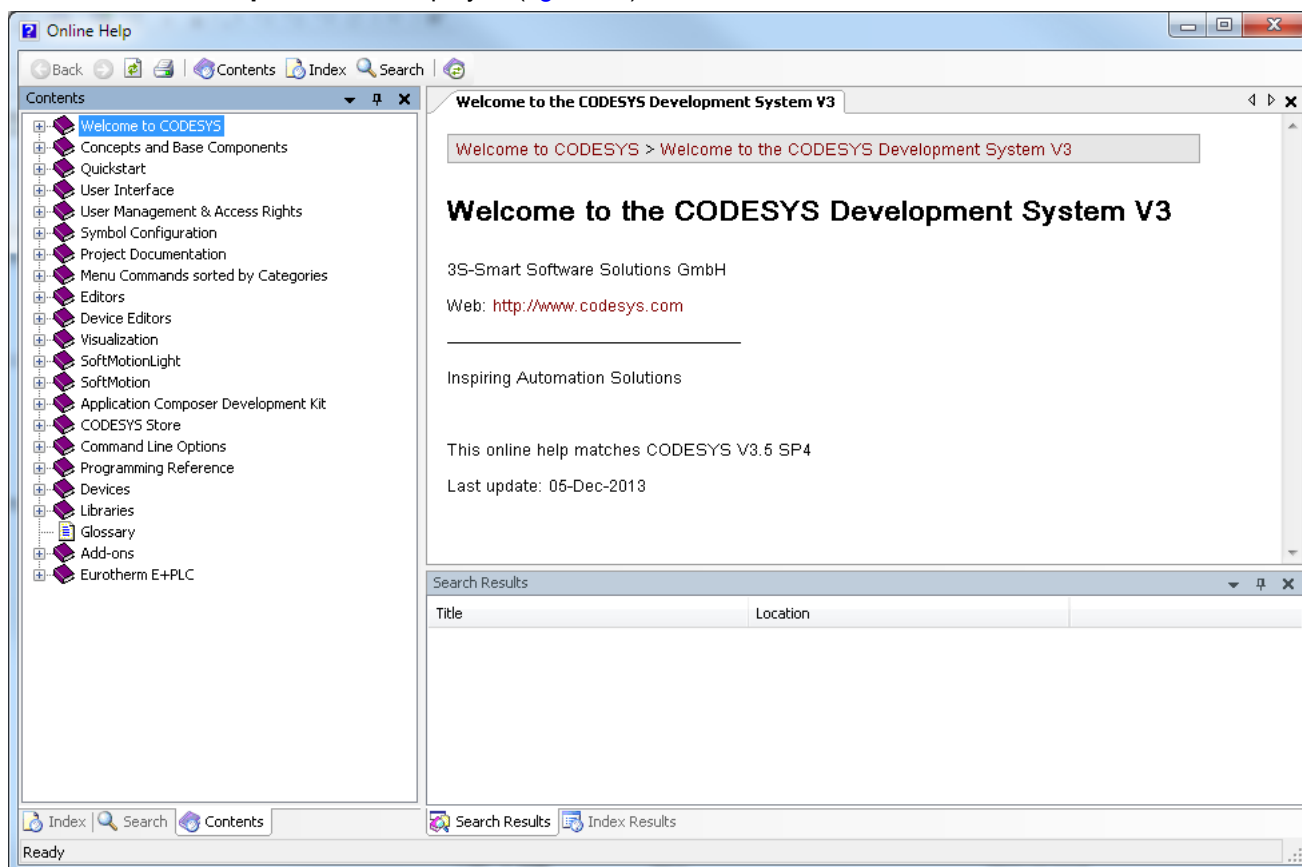 Online Help
Back Contents Index Search
Contents
Welcome to CODESYS
Concepts and Base Components
Quickstart
User Interface
User Management & Access Rights
Symbol Configuration
Project Documentation
Menu Commands sorted by Categories
Editors
Device Editors
Visualization
SoftMotionLight
SoftMotion
Application Composer Development Kit
CODESYS Store
Command Line Options
Programming Reference
Devices
Libraries
Glossary
Add-ons
Eurotherm E+PLC
Index Search Contents
Welcome to the CODESYS Development System V3
Welcome to CODESYS > Welcome to the CODESYS Development System V3
Welcome to the CODESYS Development System V3
3S-Smart Software Solutions GmbH
Web: http://www.codesys.com
Inspiring Automation Solutions
This online help matches CODESYS V3.5 SP4
Last update: 05-Dec-2013
Search Results
Title Location
Search Results Index Results
Ready